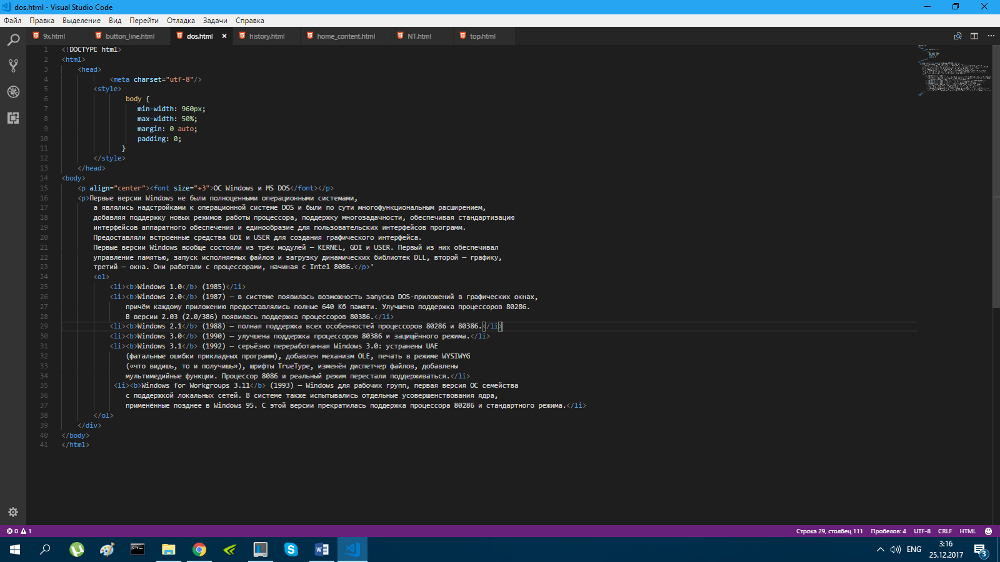 dos.html - Visual Studio Code
Файл Правка Выделение Вид Перейти Отладка Задачи Справка
9x.html button_line.html dos.html history.html home_content.html NT.html top.html
1 <!DOCTYPE html>
2 <html>
3 <head>
4 <meta charset="utf-8"/>
5 <style>
6 body {
7 min-width: 960px;
8 max-width: 50%;
9 margin: 0 auto;
10 padding: 0;
11 }
12 </style>
13 </head>
14 <body>
15 <p align="center"><font size="+3">ОС Windows и MS DOS</font></p>
16 <p>Первые версии Windows не были полноценными операционными системами,
17 а являлись надстройками к операционной системе DOS и были по сути многофункциональным расширением,
18 добавляя поддержку новых режимов работы процессора, поддержку многозадачности, обеспечивая стандартизацию
19 интерфейсов аппаратного обеспечения и единообразие для пользовательских интерфейсов программ.
20 Предоставляли встроенные средства GDI и USER для создания графического интерфейса.
21 Первые версии Windows вообще состояли из трёх модулей — KERNEL, GDI и USER. Первый из них обеспечивал
22 управление памятью, запуск исполняемых файлов и загрузку динамических библиотек DLL, второй — графику,
23 третий — окна. Они работали с процессорами, начиная с Intel 8086.</p>'
24 <ol>
25 <li><b>Windows 1.0</b> (1985)</li>
26 <li><b>Windows 2.0</b> (1987) — в системе появилась возможность запуска DOS-приложений в графических окнах,
27 причём каждому приложению предоставлялись полные 640 Кб памяти. Улучшена поддержка процессоров 80286.
28 В версии 2.03 (2.0/386) появилась поддержка процессоров 80386.</li>
29 <li><b>Windows 2.1</b> (1988) — полная поддержка всех особенностей процессоров 80286 и 80386.</li>
30 <li><b>Windows 3.0</b> (1990) — улучшена поддержка процессоров 80386 и защищённого режима.</li>
31 <li><b>Windows 3.1</b> (1992) — серьёзно переработанная Windows 3.0: устранены UAE
32 (фатальные ошибки прикладных программ), добавлен механизм OLE, печать в режиме WYSIWYG
33 («что видишь, то и получишь»), шрифты TrueType, изменён диспетчер файлов, добавлены
34 мультимедийные функции. Процессор 8086 и реальный режим перестали поддерживаться.</li>
35 <li><b>Windows for Workgroups 3.11</b> (1993) — Windows для рабочих групп, первая версия ОС семейства
36 с поддержкой локальных сетей. В системе также испытывались отдельные усовершенствования ядра,
37 применённые позднее в Windows 95. С этой версии прекратилась поддержка процессора 80286 и стандартного режима.</li>
38 </ol>
39 </div>
40 </body>
41 </html>
0 1 Строка 29, столбец 111 Пробелов: 4 UTF-8 CRLF HTML
ENG 3:16
25.12.2017 3